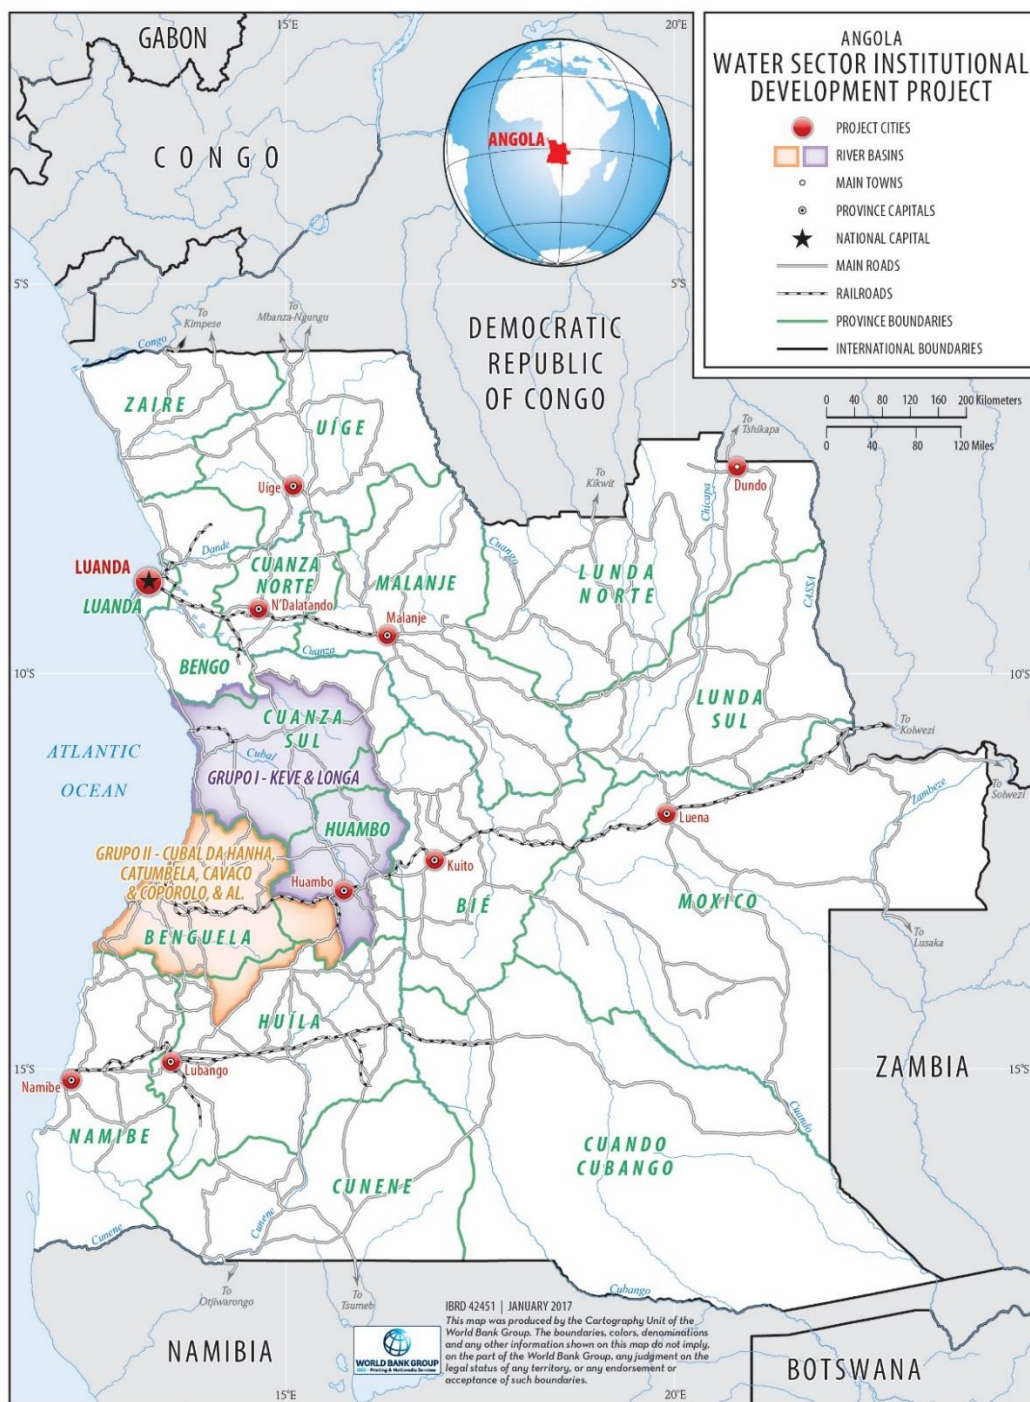 15°E
20°E
GABON
CONGO
ANGOLA
ANGOLA
WATER SECTOR INSTITUTIONAL
DEVELOPMENT PROJECT
PROJECT CITIES
RIVER BASINS
MAIN TOWNS
PROVINCE CAPITALS
NATIONAL CAPITAL
MAIN ROADS
RAILROADS
PROVINCE BOUNDARIES
INTERNATIONAL BOUNDARIES
5°S
5°S
To
Kimpese
To
Mbanza-Ngungu
Congo
DEMOCRATIC
REPUBLIC
OF CONGO
0 40 80 120 160 200 Kilometers
0 40 80 120 Miles
ZAIRE
UÍGE
To
Tshikapa
To
Kikwit
Uíge
Dundo
Chicapa
Dande
Cuango
LUANDA
LUANDA
CUANZA
NORTE
MALANJE
LUNDA
NORTE
CASSA
N'Dalatando
Malanje
Cuanza
BENGO
10°S
10°S
CUANZA
SUL
LUNDA
SUL
To
Kolwezi
ATLANTIC
OCEAN
Cubal
GRUPO I - KEVE & LONGA
To
Solwezi
Zambeze
HUAMBO
Luena
GRUPO II - CUBAL DA HANHA,
CATUMBELA, CAVACO
& COPOROLO, & AL.
Huambo
Kuito
BIÉ
MOXICO
BENGUELA
To
Lusaka
HUÍLA
Lubango
Namibe
15°S
15°S
ZAMBIA
NAMIBE
Cuando
CUANDO
CUBANGO
CUNENE
Cunene
Cunene
To
Otjiwarongo
To
Tsumeb
Cubango
NAMIBIA
BOTSWANA
WORLD BANK GROUP
IBRD 42451 | JANUARY 2017
This map was produced by the Cartography Unit of the
World Bank Group. The boundaries, colors, denominations
and any other information shown on this map do not imply,
on the part of the World Bank Group, any judgment on the
legal status of any territory, or any endorsement or
acceptance of such boundaries.
15°E
20°E